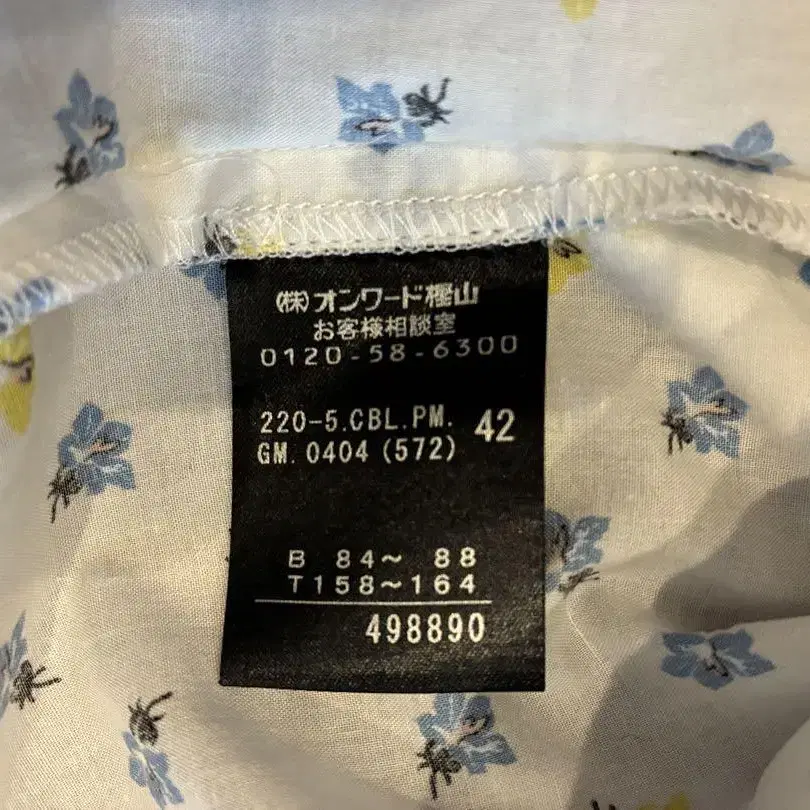 (株)オンワード樫山
お客様相談室
0120-58-6300
220-5.CBL.PM. 42
GM. 0404 (572)
B 84～ 88
T158～164
498890